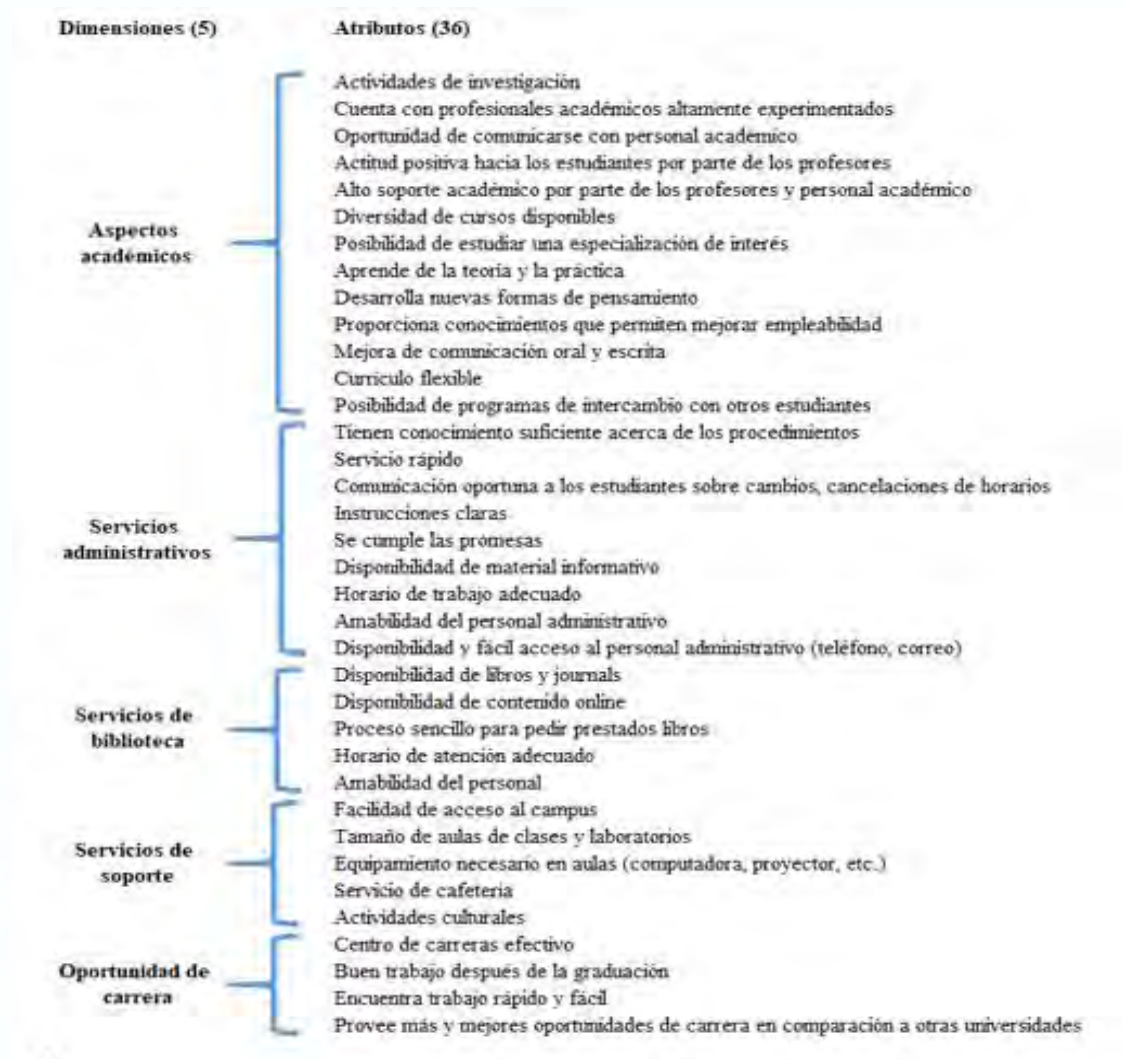 Dimensiones (5) Atributos (36)
Aspectos académicos
Actividades de investigación
Cuenta con profesionales académicos altamente experimentados
Oportunidad de comunicarse con personal académico
Actitud positiva hacia los estudiantes por parte de los profesores
Alto soporte académico por parte de los profesores y personal académico
Diversidad de cursos disponibles
Posibilidad de estudiar una especialización de interés
Aprende de la teoría y la práctica
Desarrolla nuevas formas de pensamiento
Proporciona conocimientos que permiten mejorar empleabilidad
Mejora de comunicación oral y escrita
Currículo flexible
Posibilidad de programas de intercambio con otros estudiantes
Servicios administrativos
Tienen conocimiento suficiente acerca de los procedimientos
Servicio rápido
Comunicación oportuna a los estudiantes sobre cambios, cancelaciones de horarios
Instrucciones claras
Se cumple las promesas
Disponibilidad de material informativo
Horario de trabajo adecuado
Amabilidad del personal administrativo
Disponibilidad y fácil acceso al personal administrativo (teléfono, correo)
Servicios de biblioteca
Disponibilidad de libros y journals
Disponibilidad de contenido online
Proceso sencillo para pedir prestados libros
Horario de atención adecuado
Amabilidad del personal
Servicios de soporte
Facilidad de acceso al campus
Tamaño de aulas de clases y laboratorios
Equipamiento necesario en aulas (computadora, proyector, etc.)
Servicio de cafetería
Actividades culturales
Oportunidad de carrera
Centro de carreras efectivo
Buen trabajo después de la graduación
Encuentra trabajo rápido y fácil
Provee más y mejores oportunidades de carrera en comparación a otras universidades